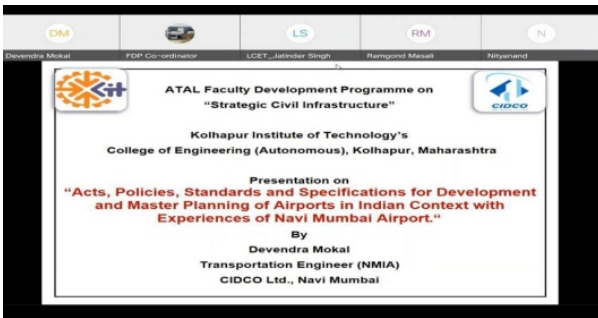 DM
LS
RM
N
Devendra Mokal
FDP Co-ordinator
LCET_Jatinder Singh
Ramgond Masali
Nityanand
Kit
CIDCO
ATAL Faculty Development Programme on
“Strategic Civil Infrastructure”
Kolhapur Institute of Technology's
College of Engineering (Autonomous), Kolhapur, Maharashtra
Presentation on
“Acts, Policies, Standards and Specifications for Development
and Master Planning of Airports in Indian Context with
Experiences of Navi Mumbai Airport.“
By
Devendra Mokal
Transportation Engineer (NMIA)
CIDCO Ltd., Navi Mumbai